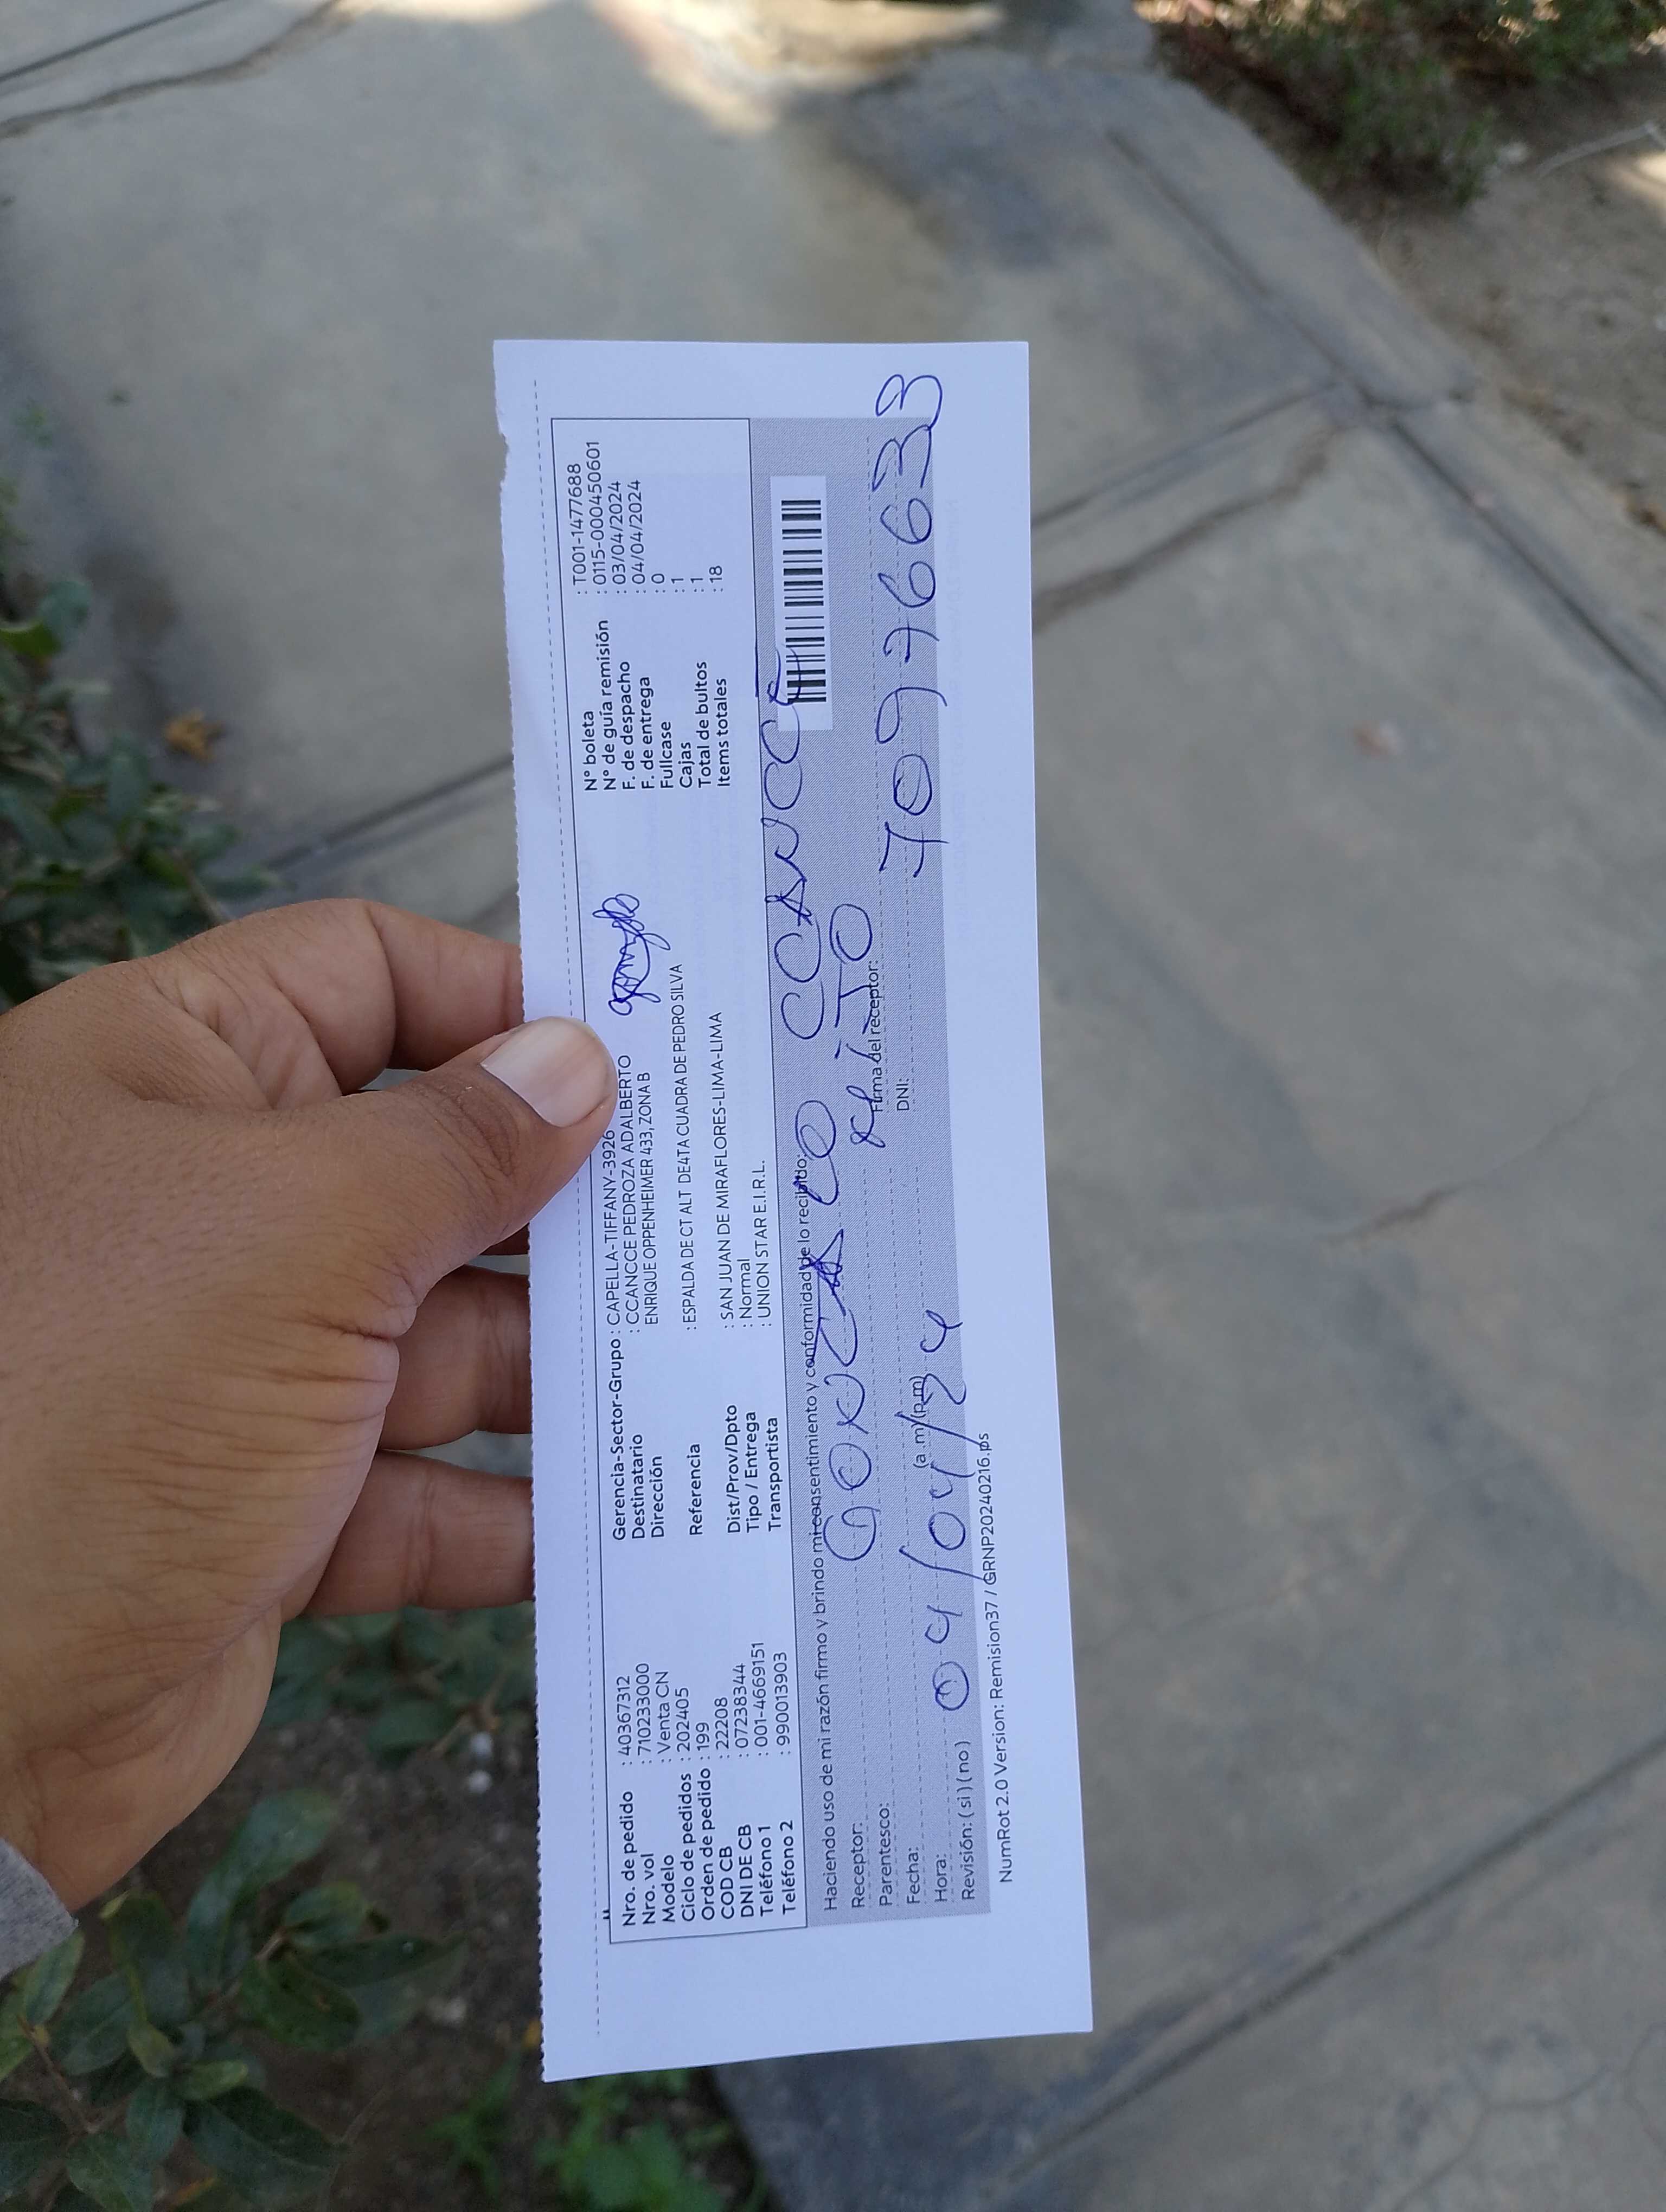 Nro. de pedido : 40367312
Nro. vol : 710233000
Modelo : Venta CN
Ciclo de pedidos : 202405
Orden de pedido : 199
COD CB : 22208
DNI DE CB : 07238344
Teléfono 1 : 001-4669151
Teléfono 2 : 990013903
Gerencia-Sector-Grupo : CAPELLA-TIFFANY-3926
Destinatario : CCANCCE PEDROZA ADALBERTO
Dirección ENRIQUE OPPENHEIMER 433, ZONA B
Referencia : ESPALDA DE CT ALT DE4TA CUADRA DE PEDRO SILVA
Dist/Prov/Dpto : SAN JUAN DE MIRAFLORES-LIMA-LIMA
Tipo / Entrega : Normal
Transportista : UNION STAR E.I.R.L.
N° boleta : T001-1477688
N° de guía remisión : 0115-000450601
F. de despacho : 03/04/2024
F. de entrega : 04/04/2024
Fullcase : 0
Cajas : 1
Total de bultos : 1
Items totales : 18
Haciendo uso de mi razón firmo y brindo mi consentimiento y conformidad de lo recibido:
Receptor: GONZALO CCANCCE
Parentesco: HIJO
Firma del receptor:
Fecha: 04/04/24
DNI: 70976633
Hora: (a.m)(p.m)
Revisión: (si) (no)
NumRot 2.0 Version: Remision37 / GRNP20240216.ps